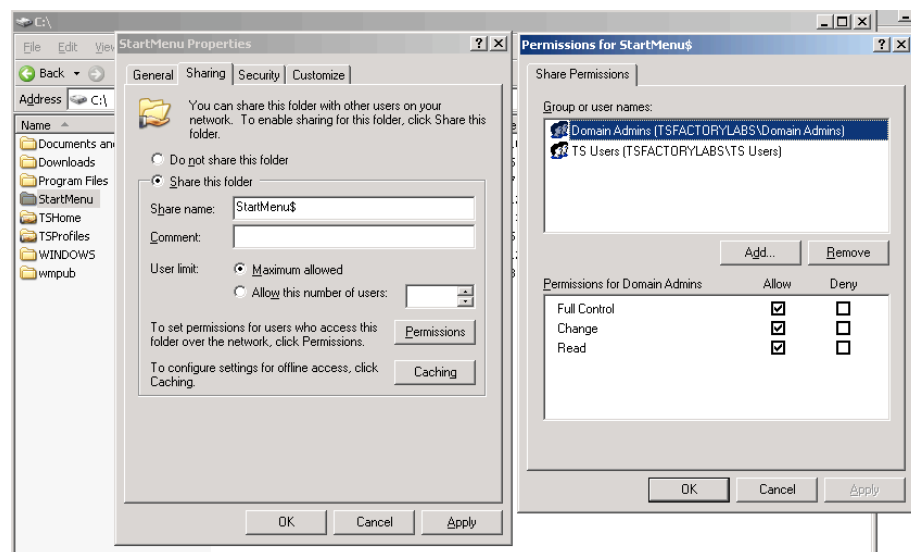 C:\
File Edit View
Back
Address C:\
Name
Documents an
Downloads
Program Files
StartMenu
TSHome
TSProfiles
WINDOWS
wmpub
StartMenu Properties
General Sharing Security Customize
You can share this folder with other users on your
network. To enable sharing for this folder, click Share this
folder.
Do not share this folder
Share this folder
Share name: StartMenu$
Comment:
User limit: Maximum allowed
Allow this number of users:
To set permissions for users who access this
folder over the network, click Permissions.
Permissions
To configure settings for offline access, click
Caching.
Caching
OK Cancel Apply
Permissions for StartMenu$
Share Permissions
Group or user names:
Domain Admins (TSFACTORYLABS\Domain Admins)
TS Users (TSFACTORYLABS\TS Users)
Add... Remove
Permissions for Domain Admins Allow Deny
Full Control
Change
Read
OK Cancel Apply